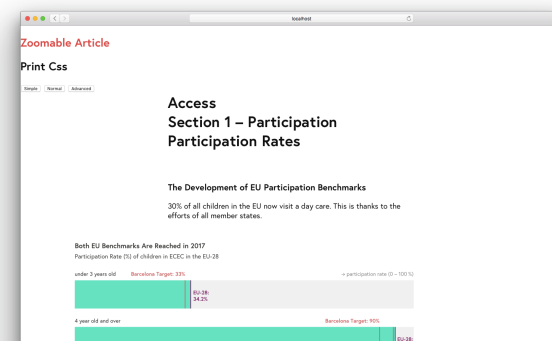 localhost
Zoomable Article
Print Css
Simple Normal Advanced
Access
Section 1 – Participation
Participation Rates
The Development of EU Participation Benchmarks
30% of all children in the EU now visit a day care. This is thanks to the
efforts of all member states.
Both EU Benchmarks Are Reached in 2017
Participation Rate (%) of children in ECEC in the EU-28
under 3 years old Barcelona Target: 33% = participation rate (0 – 100 %)
EU-28:
34.2%
4 year old and over Barcelona Target: 90%
EU-28: